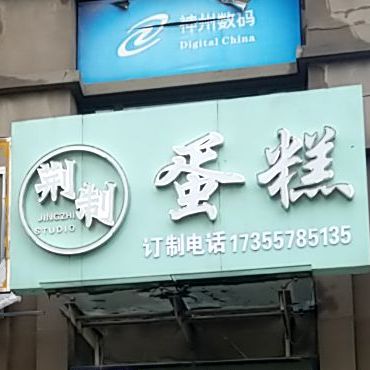 神州数码
Digital China
荆制
JINGZHI
STUDIO
蛋糕
订制电话17355785135